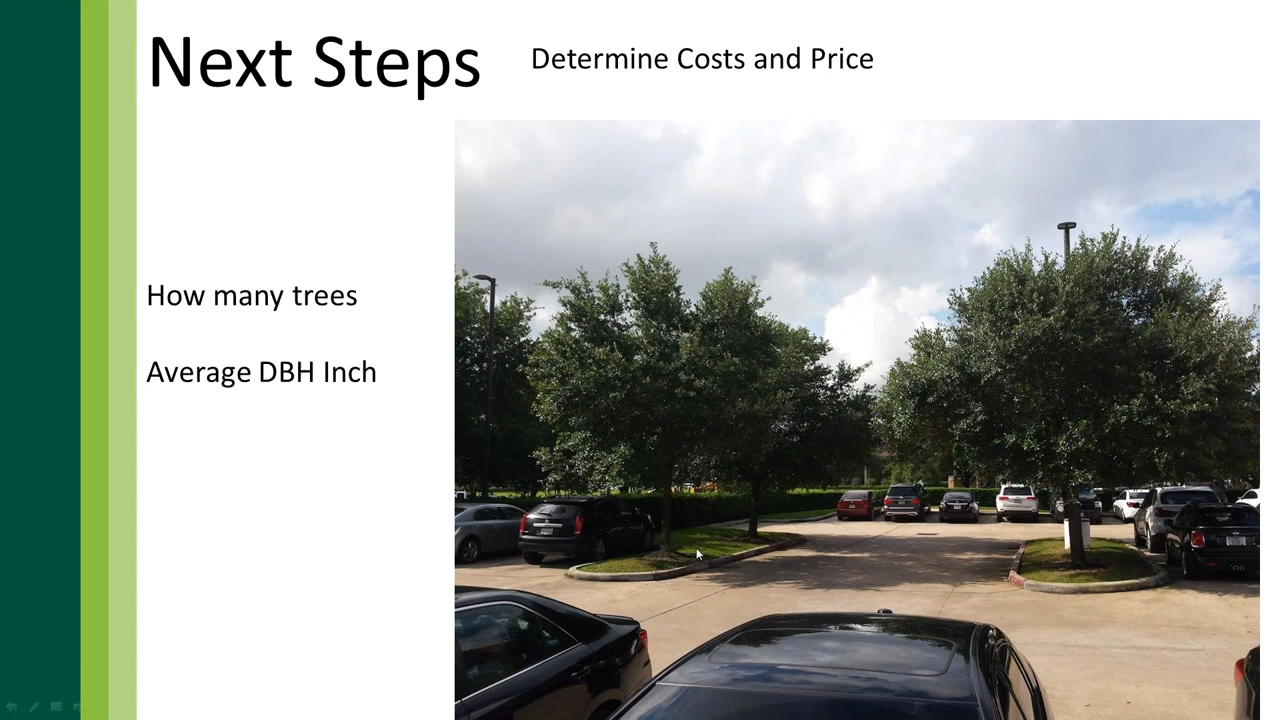 Next Steps
Determine Costs and Price
How many trees
Average DBH Inch